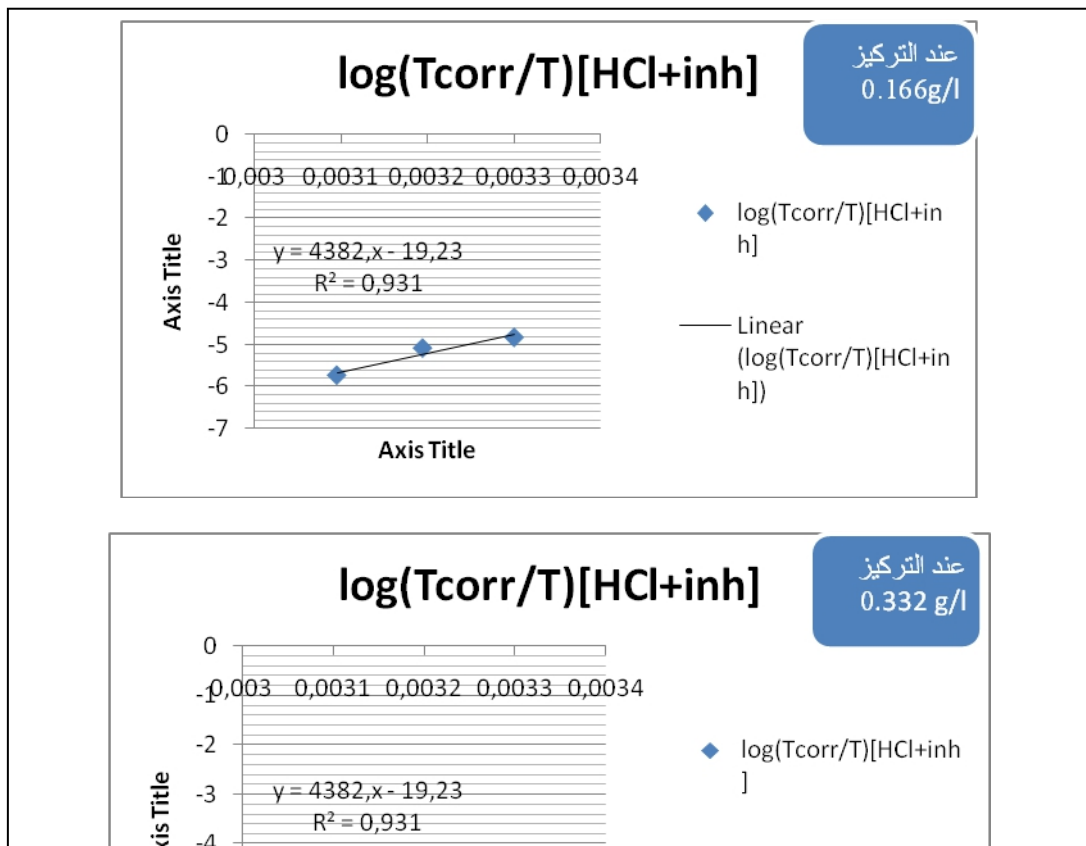 log(Tcorr/T)[HCl+inh]
عند التركيز
0.166g/l
0
-1
0,003 0,0031 0,0032 0,0033 0,0034
-2
-3
-4
-5
-6
-7
y = 4382,x - 19,23
R² = 0,931
Axis Title
Axis Title
log(Tcorr/T)[HCl+in
h]
Linear
(log(Tcorr/T)[HCl+in
h])
log(Tcorr/T)[HCl+inh]
عند التركيز
0.332 g/l
0
-1
0,003 0,0031 0,0032 0,0033 0,0034
-2
-3
-4
y = 4382,x - 19,23
R² = 0,931
xis Title
log(Tcorr/T)[HCl+inh
]